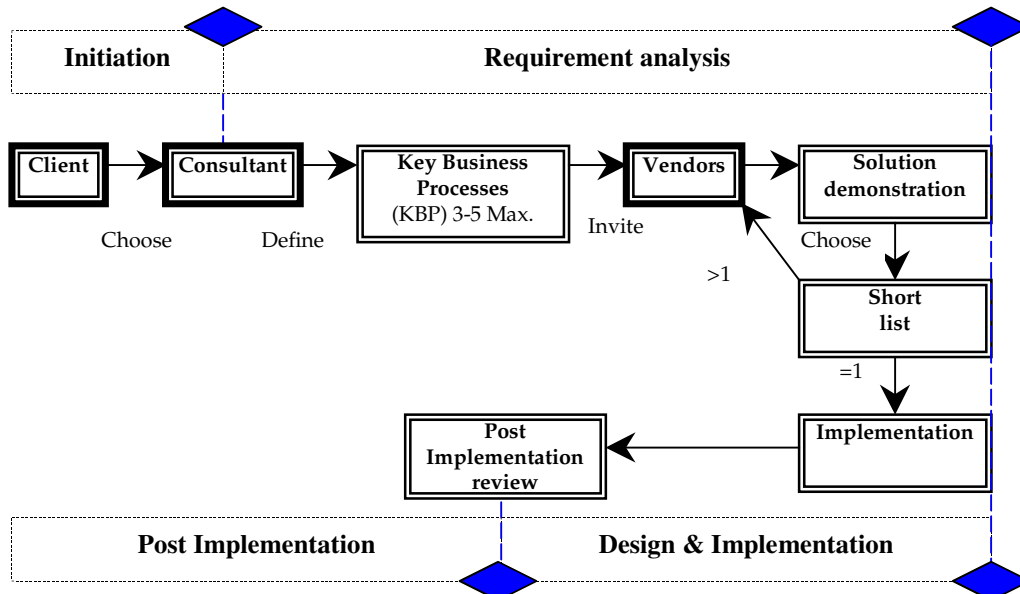 Initiation
Requirement analysis
Client
Consultant
Key Business
Processes
(KBP) 3-5 Max.
Vendors
Solution
demonstration
Choose
Define
Invite
Choose
>1
Short
list
=1
Implementation
Post
Implementation
review
Post Implementation
Design & Implementation